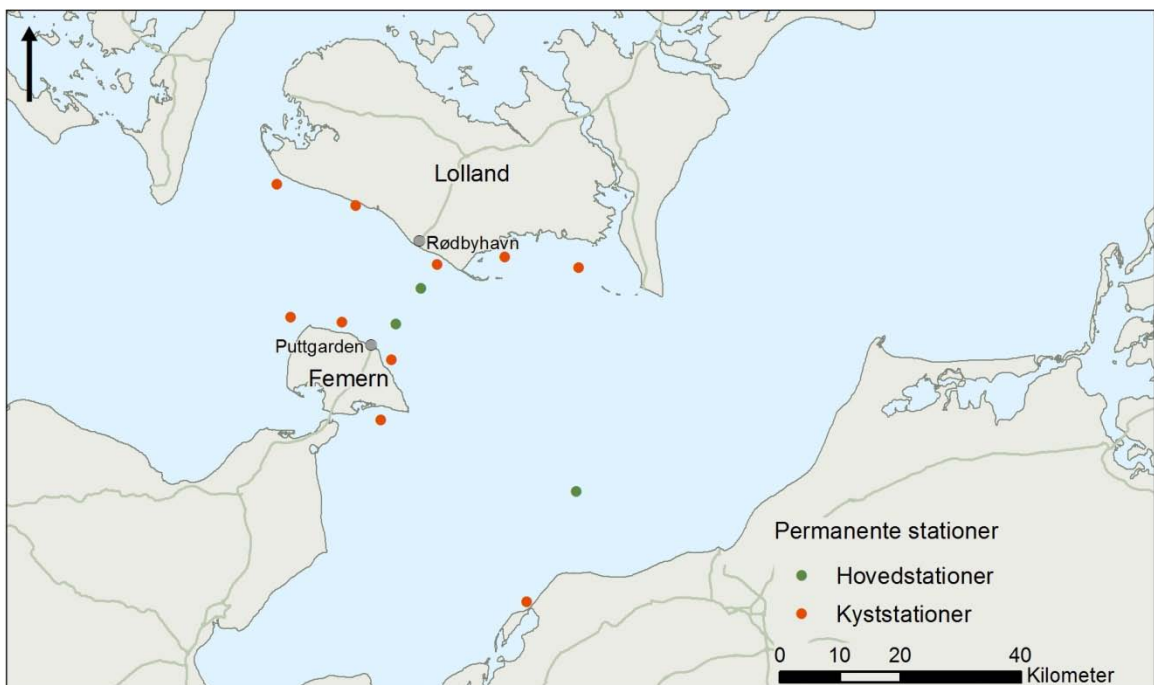 Lolland
Rødbyhavn
Puttgarden
Femern
Permanente stationer
Hovedstationer
Kyststationer
0 10 20 40
Kilometer